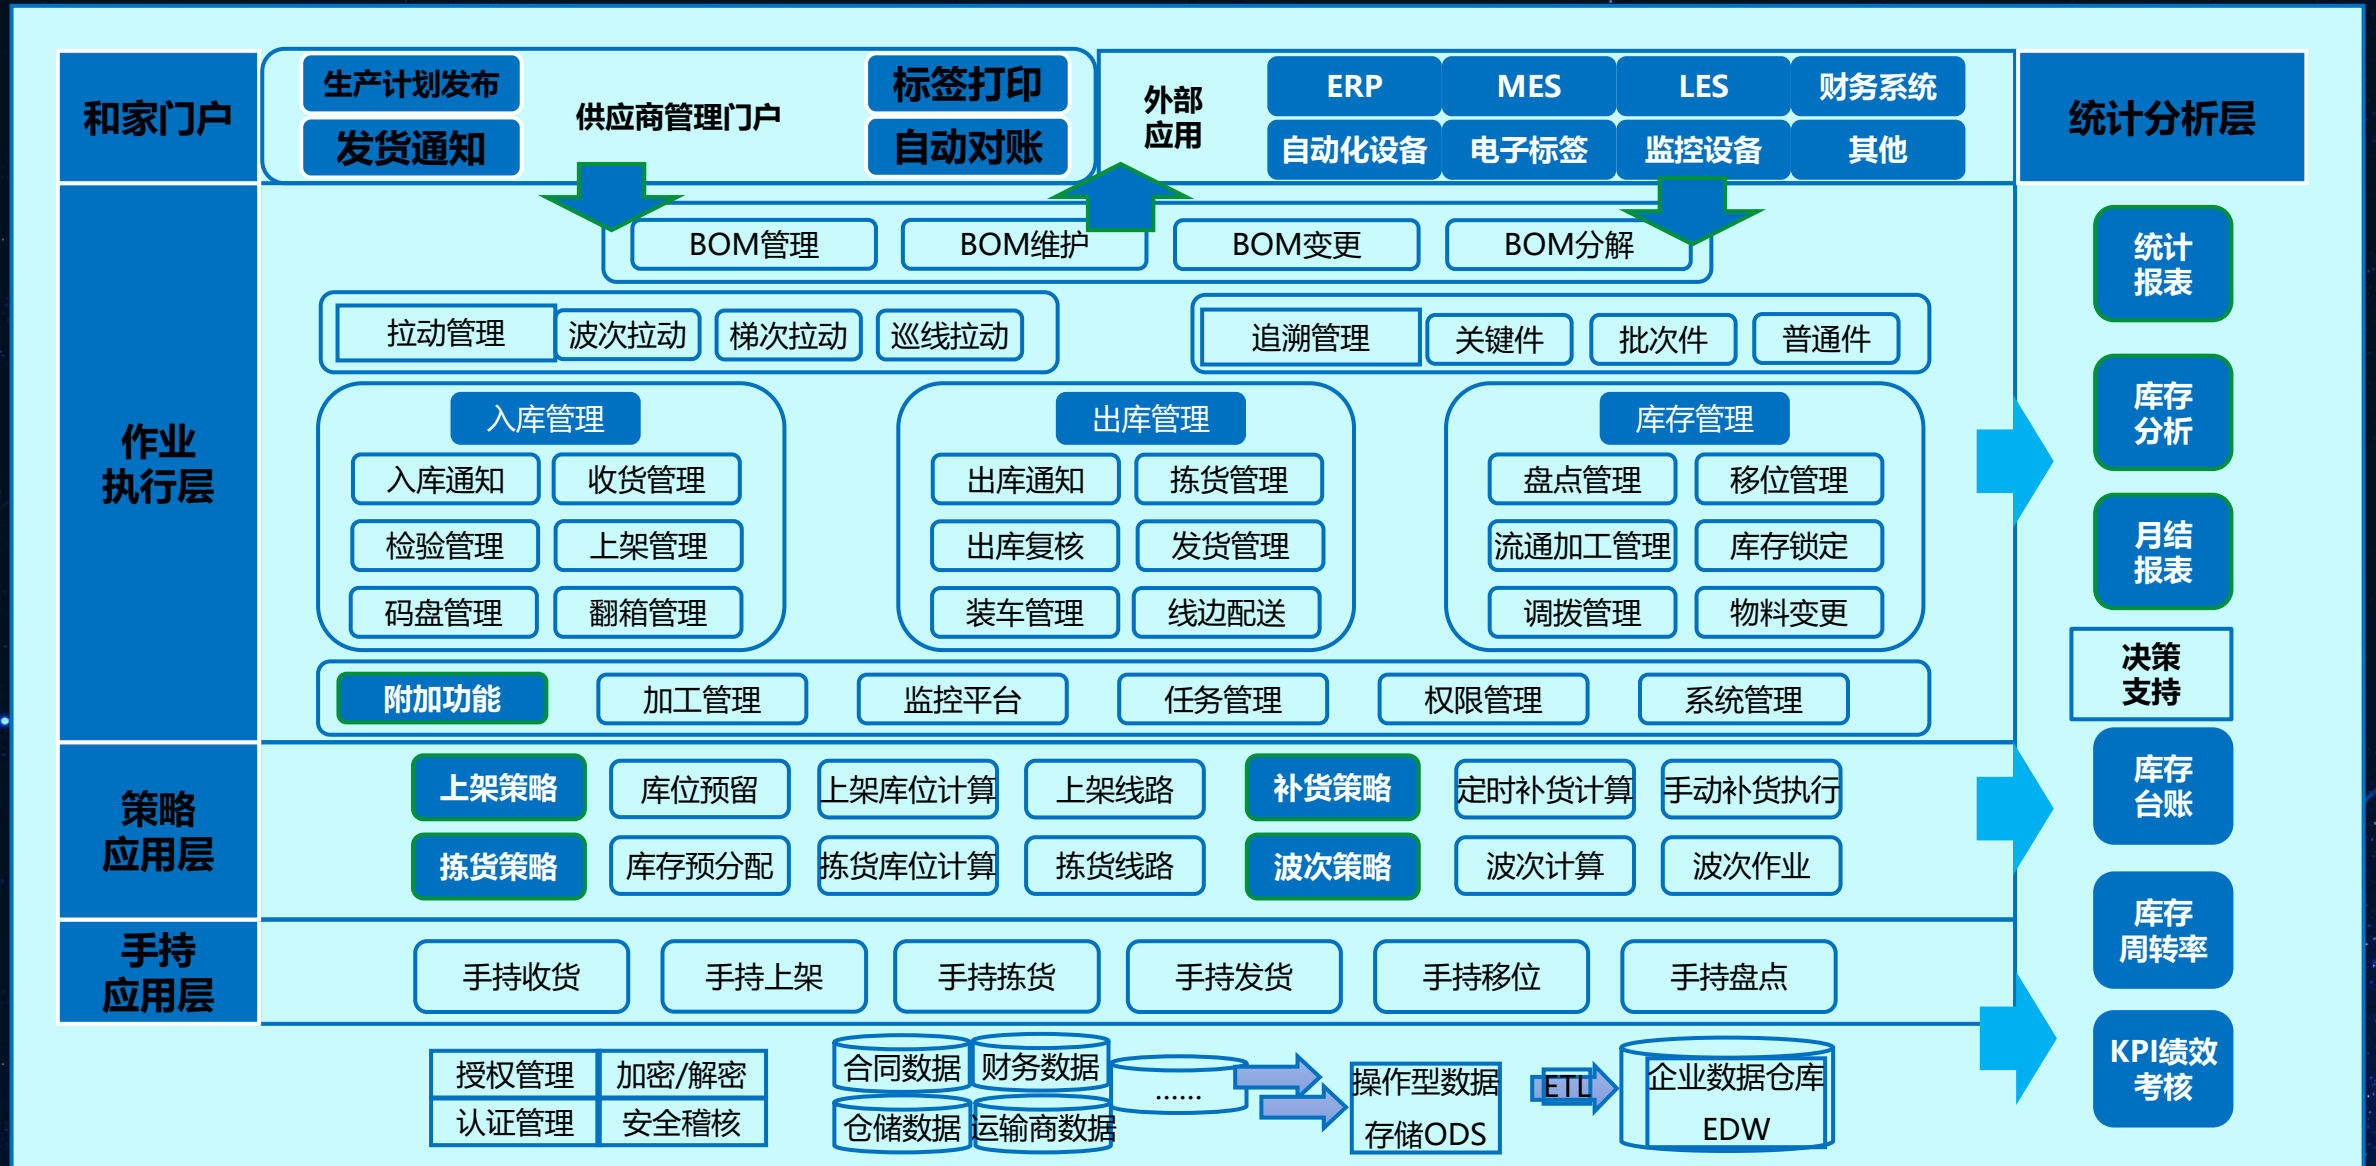 和家门户
生产计划发布
发货通知
供应商管理门户
标签打印
自动对账
外部
应用
ERP
MES
LES
财务系统
自动化设备
电子标签
监控设备
其他
统计分析层
作业
执行层
BOM管理
BOM维护
BOM变更
BOM分解
拉动管理
波次拉动
梯次拉动
巡线拉动
追溯管理
关键件
批次件
普通件
入库管理
入库通知
收货管理
检验管理
上架管理
码盘管理
翻箱管理
出库管理
出库通知
拣货管理
出库复核
发货管理
装车管理
线边配送
库存管理
盘点管理
移位管理
流通加工管理
库存锁定
调拨管理
物料变更
附加功能
加工管理
监控平台
任务管理
权限管理
系统管理
策略
应用层
上架策略
库位预留
上架库位计算
上架线路
补货策略
定时补货计算
手动补货执行
拣货策略
库存预分配
拣货库位计算
拣货线路
波次策略
波次计算
波次作业
手持
应用层
手持收货
手持上架
手持拣货
手持发货
手持移位
手持盘点
统计
报表
库存
分析
月结
报表
决策
支持
库存
台账
库存
周转率
KPI绩效
考核
授权管理
加密/解密
认证管理
安全稽核
合同数据
财务数据
仓储数据
运输商数据
......
操作型数据
存储ODS
ETL
企业数据仓库
EDW